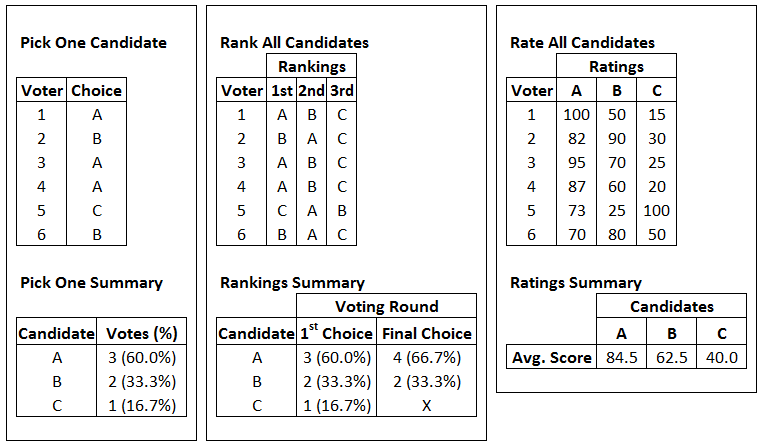 Pick One Candidate
Voter Choice
1 A
2 B
3 A
4 A
5 C
6 B
Pick One Summary
Candidate Votes (%)
A 3 (60.0%)
B 2 (33.3%)
C 1 (16.7%)
Rank All Candidates
Rankings
Voter 1st 2nd 3rd
1 A B C
2 B A C
3 A B C
4 A B C
5 C A B
6 B A C
Rankings Summary
Voting Round
Candidate 1st Choice Final Choice
A 3 (60.0%) 4 (66.7%)
B 2 (33.3%) 2 (33.3%)
C 1 (16.7%) X
Rate All Candidates
Ratings
Voter A B C
1 100 50 15
2 82 90 30
3 95 70 25
4 87 60 20
5 73 25 100
6 70 80 50
Ratings Summary
Candidates
A B C
Avg. Score 84.5 62.5 40.0